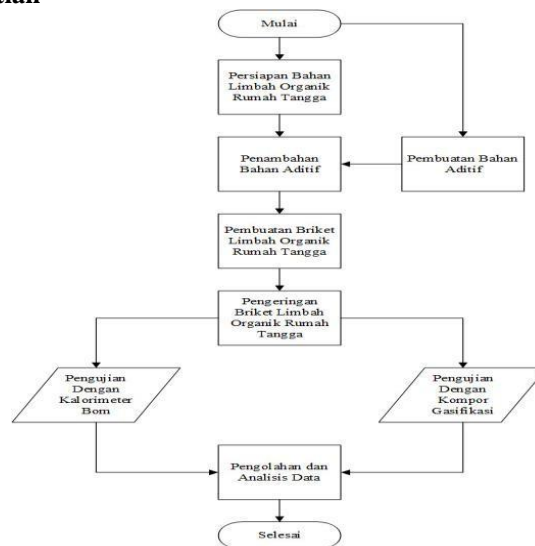 Mulai
Persiapan Bahan
Limbah Organik
Rumah Tangga
Penambahan
Bahan Aditif
Pembuatan Bahan
Aditif
Pembuatan Briket
Limbah Organik
Rumah Tangga
Pengeringan
Briket Limbah
Organik Rumah
Tangga
Pengujian
Dengan
Kalorimeter
Bom
Pengujian
Dengan
Kompor
Gasifikasi
Pengolahan dan
Analisis Data
Selesai